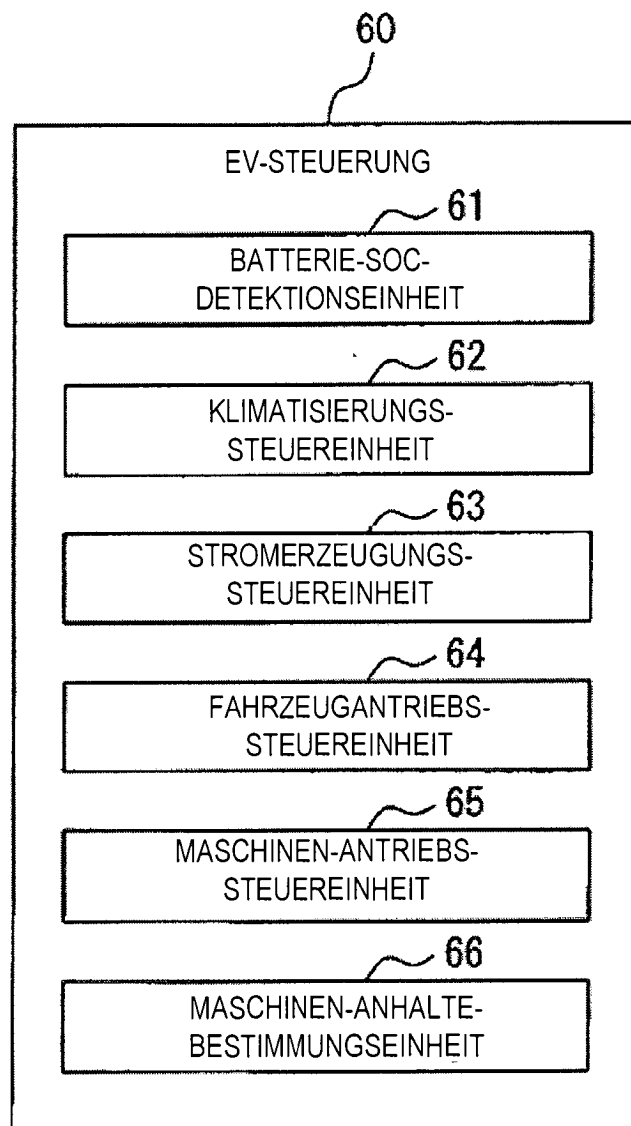 60
EV-STEUERUNG
61
BATTERIE-SOC-
DETEKTIONSEINHEIT
62
KLIMATISIERUNGS-
STEUEREINHEIT
63
STROMERZEUGUNGS-
STEUEREINHEIT
64
FAHRZEUGANTRIEBS-
STEUEREINHEIT
65
MASCHINEN-ANTRIEBS-
STEUEREINHEIT
66
MASCHINEN-ANHALTE-
BESTIMMUNGSEINHEIT